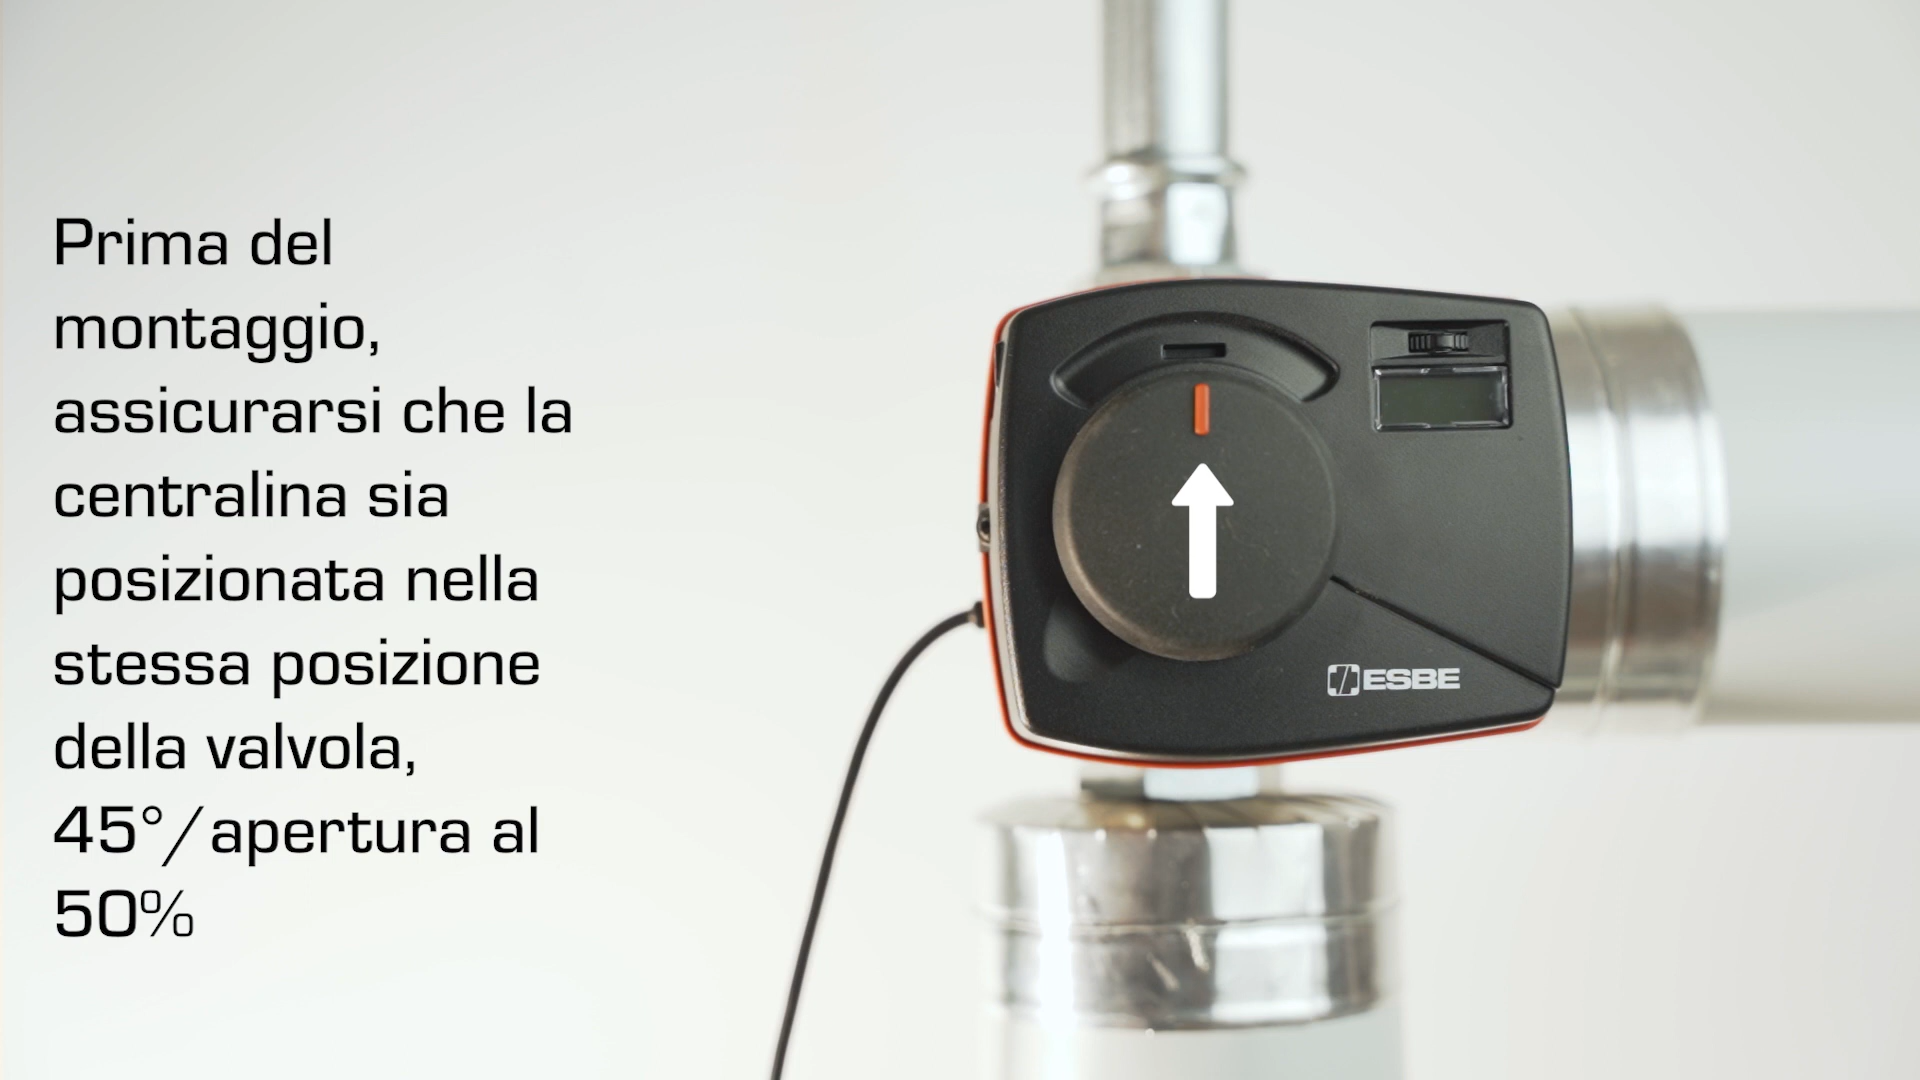 Prima del
montaggio,
assicurarsi che la
centralina sia
posizionata nella
stessa posizione
della valvola,
45°/apertura al
50%
ESBE